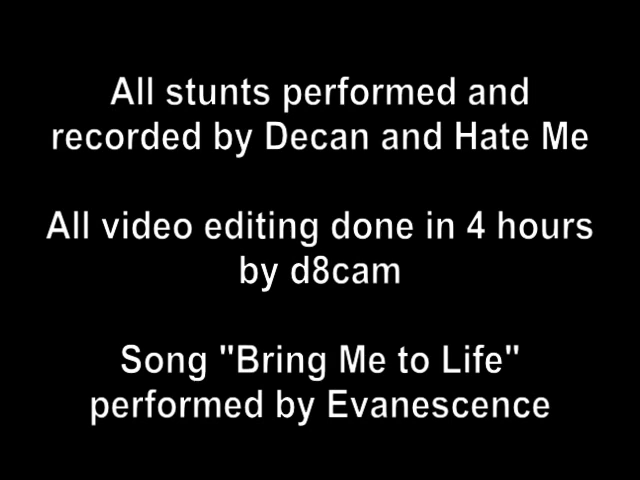 All stunts performed and
recorded by Decan and Hate Me
All video editing done in 4 hours
by d8cam
Song "Bring Me to Life"
performed by Evanescence